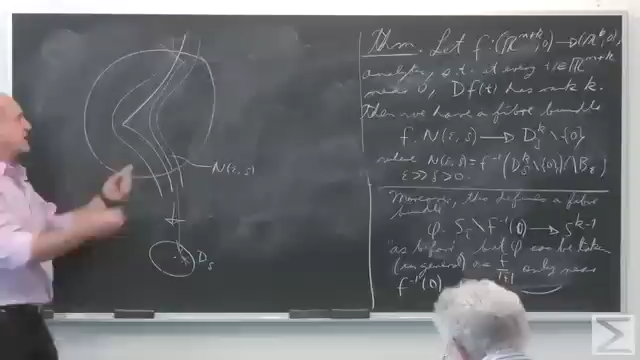 N(ε,δ)
D_δ
Thm. Let f:(ℝ^{n+k},0)→(ℝ^k,0)
analytic, s.t. at every t∈ℝ^{n+k}
near 0, Df(t) has rank k.
Then we have a fibre bundle
f: N(ε,δ) → D_δ^k \ {0}
where N(ε,δ) = f⁻¹(D_δ^k \ {0}) ∩ B_ε
ε ≫ δ > 0.
Moreover, this defines a fibre
bundle
φ: S_ε \ f⁻¹(0) → S^{k-1}
"as before" but φ can be taken
(in general) as f/‖f‖ only near
f⁻¹(0)
Σ